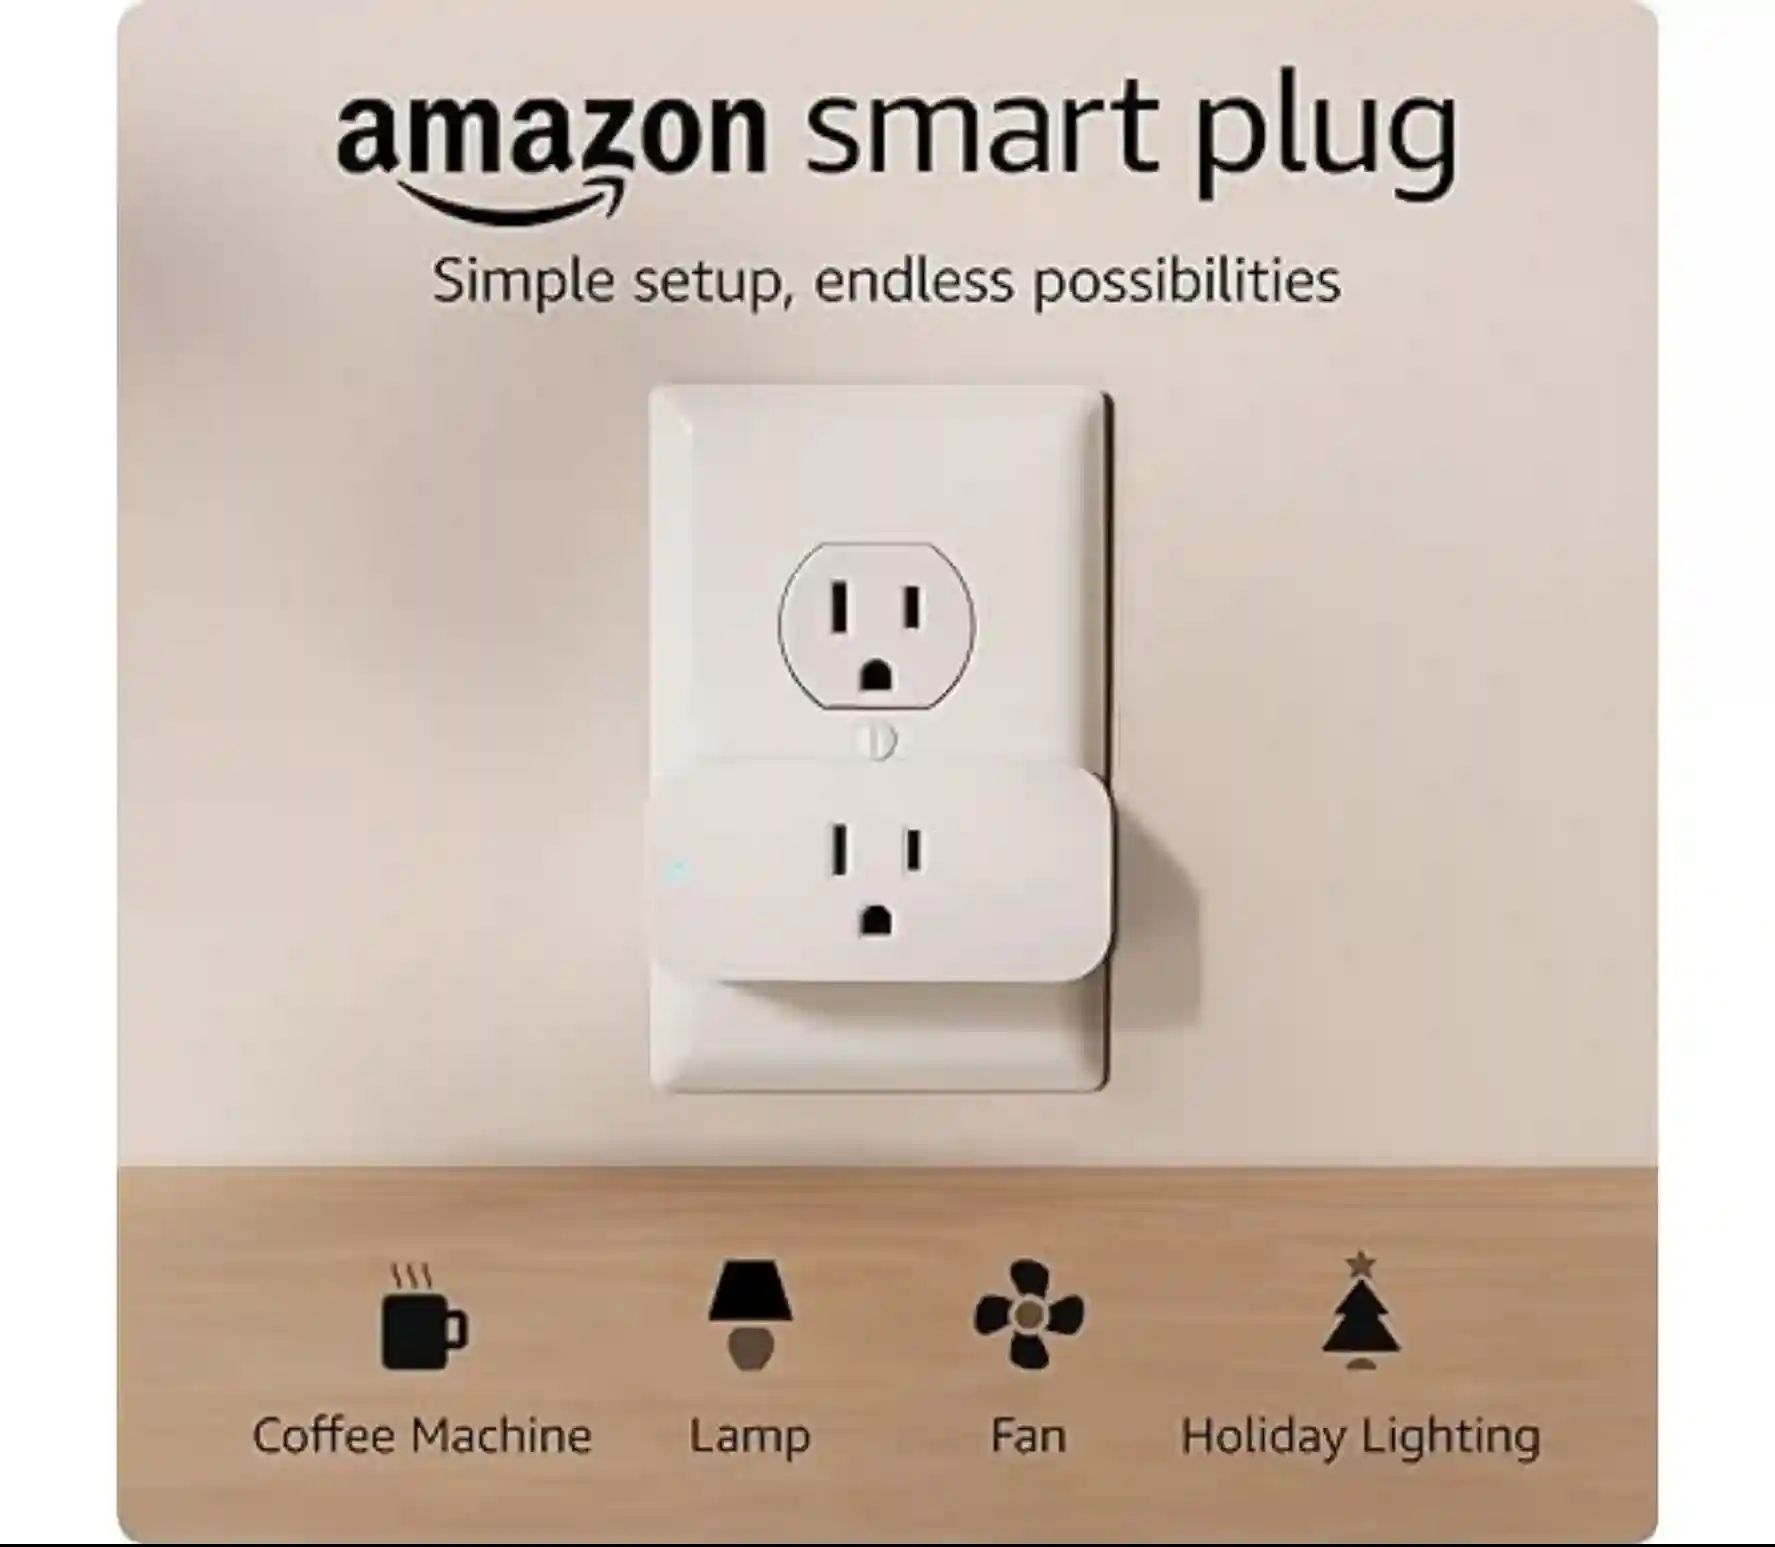 amazon smart plug
Simple setup, endless possibilities
Coffee Machine Lamp Fan Holiday Lighting